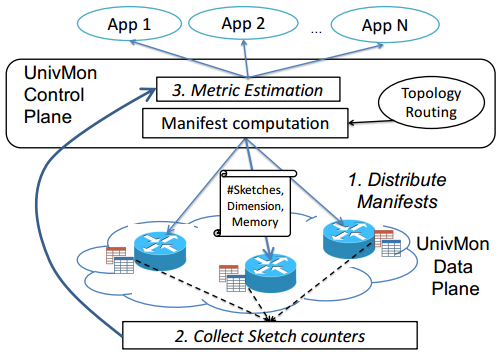 App 1
App 2
...
App N
UnivMon
Control
Plane
3. Metric Estimation
Manifest computation
Topology
Routing
#Sketches,
Dimension,
Memory
1. Distribute
Manifests
UnivMon
Data
Plane
2. Collect Sketch counters